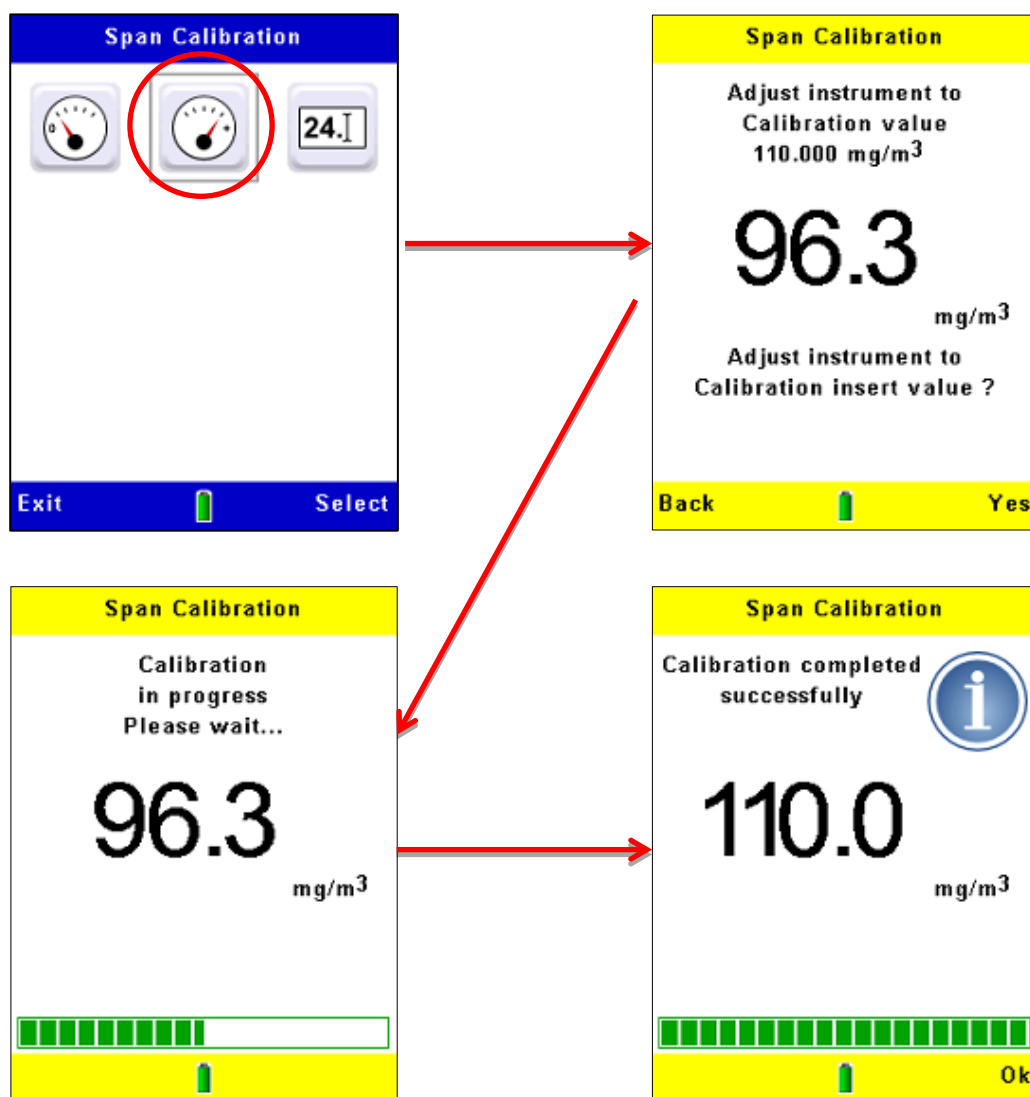 Span Calibration
0
+
24.
Exit
Select
Span Calibration
Adjust instrument to
Calibration value
110.000 mg/m³
96.3
mg/m³
Adjust instrument to
Calibration insert value ?
Back
Yes
Span Calibration
Calibration
in progress
Please wait...
96.3
mg/m³
Span Calibration
Calibration completed
successfully
i
110.0
mg/m³
Ok